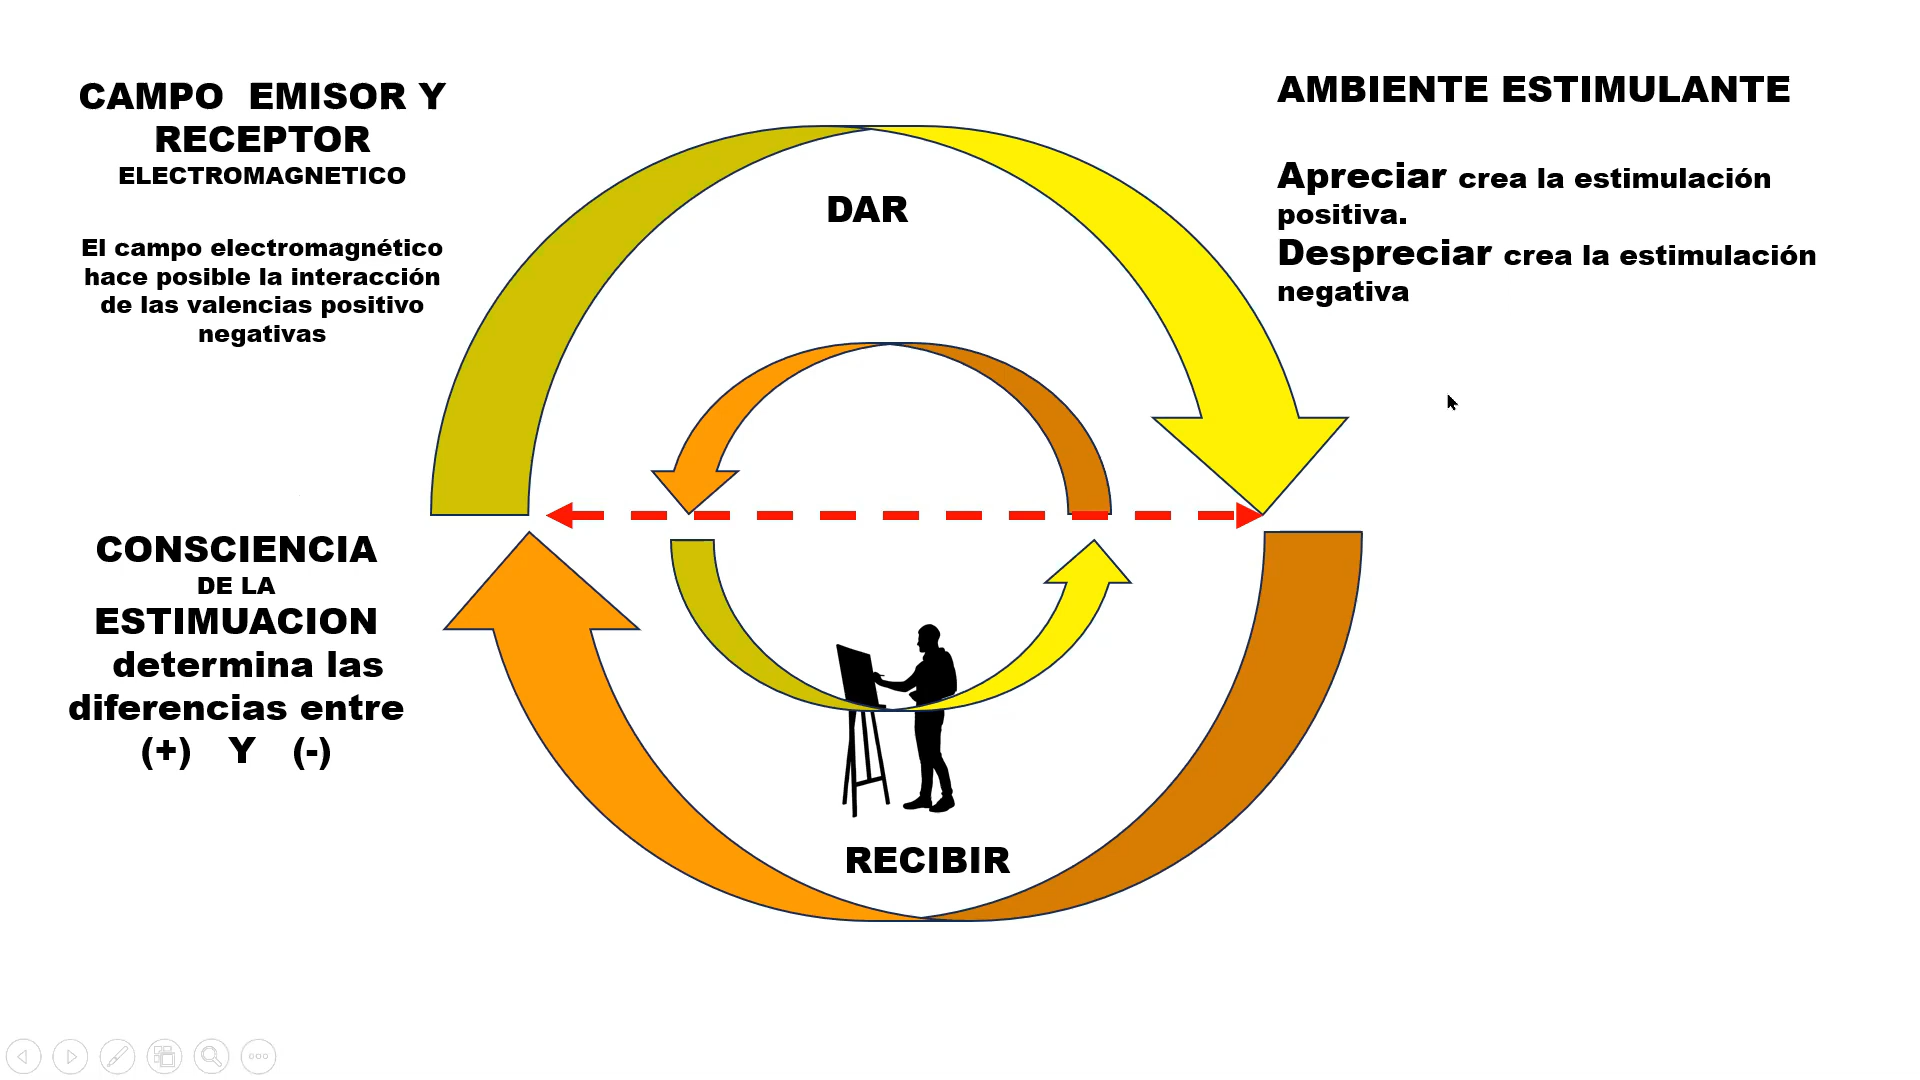 CAMPO EMISOR Y
RECEPTOR
ELECTROMAGNETICO
El campo electromagnético
hace posible la interacción
de las valencias positivo
negativas
CONSCIENCIA
DE LA
ESTIMUACION
determina las
diferencias entre
(+) Y (-)
DAR
RECIBIR
AMBIENTE ESTIMULANTE
Apreciar crea la estimulación
positiva.
Despreciar crea la estimulación
negativa